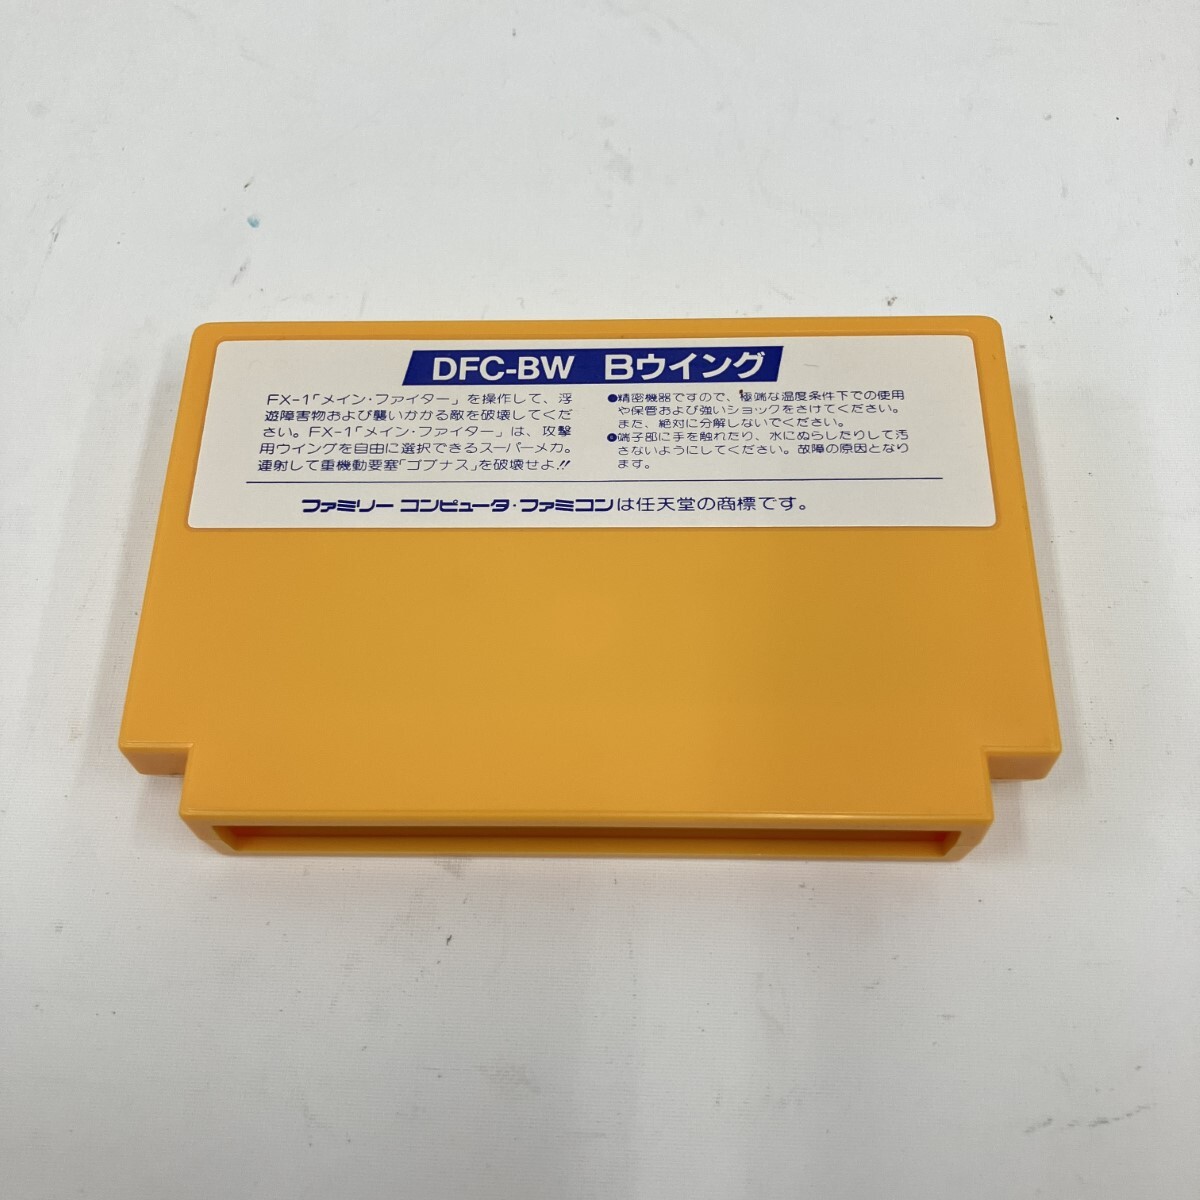 DFC-BW Bウイング
FX-1「メイン・ファイター」を操作して、浮
遊障害物および襲いかかる敵を破壊してくだ
さい。FX-1「メイン・ファイター」は、攻撃
用ウイングを自由に選択できるスーパーメカ。
連射して重機動要塞「ゴブナス」を破壊せよ!!
●精密機器ですので、極端な温度条件下での使用
や保管および強いショックをさけてください。
また、絶対に分解しないでください。
●端子部に手を触れたり、水にぬらしたりして汚
さないようにしてください。故障の原因となり
ます。
ファミリー コンピュータ・ファミコンは任天堂の商標です。